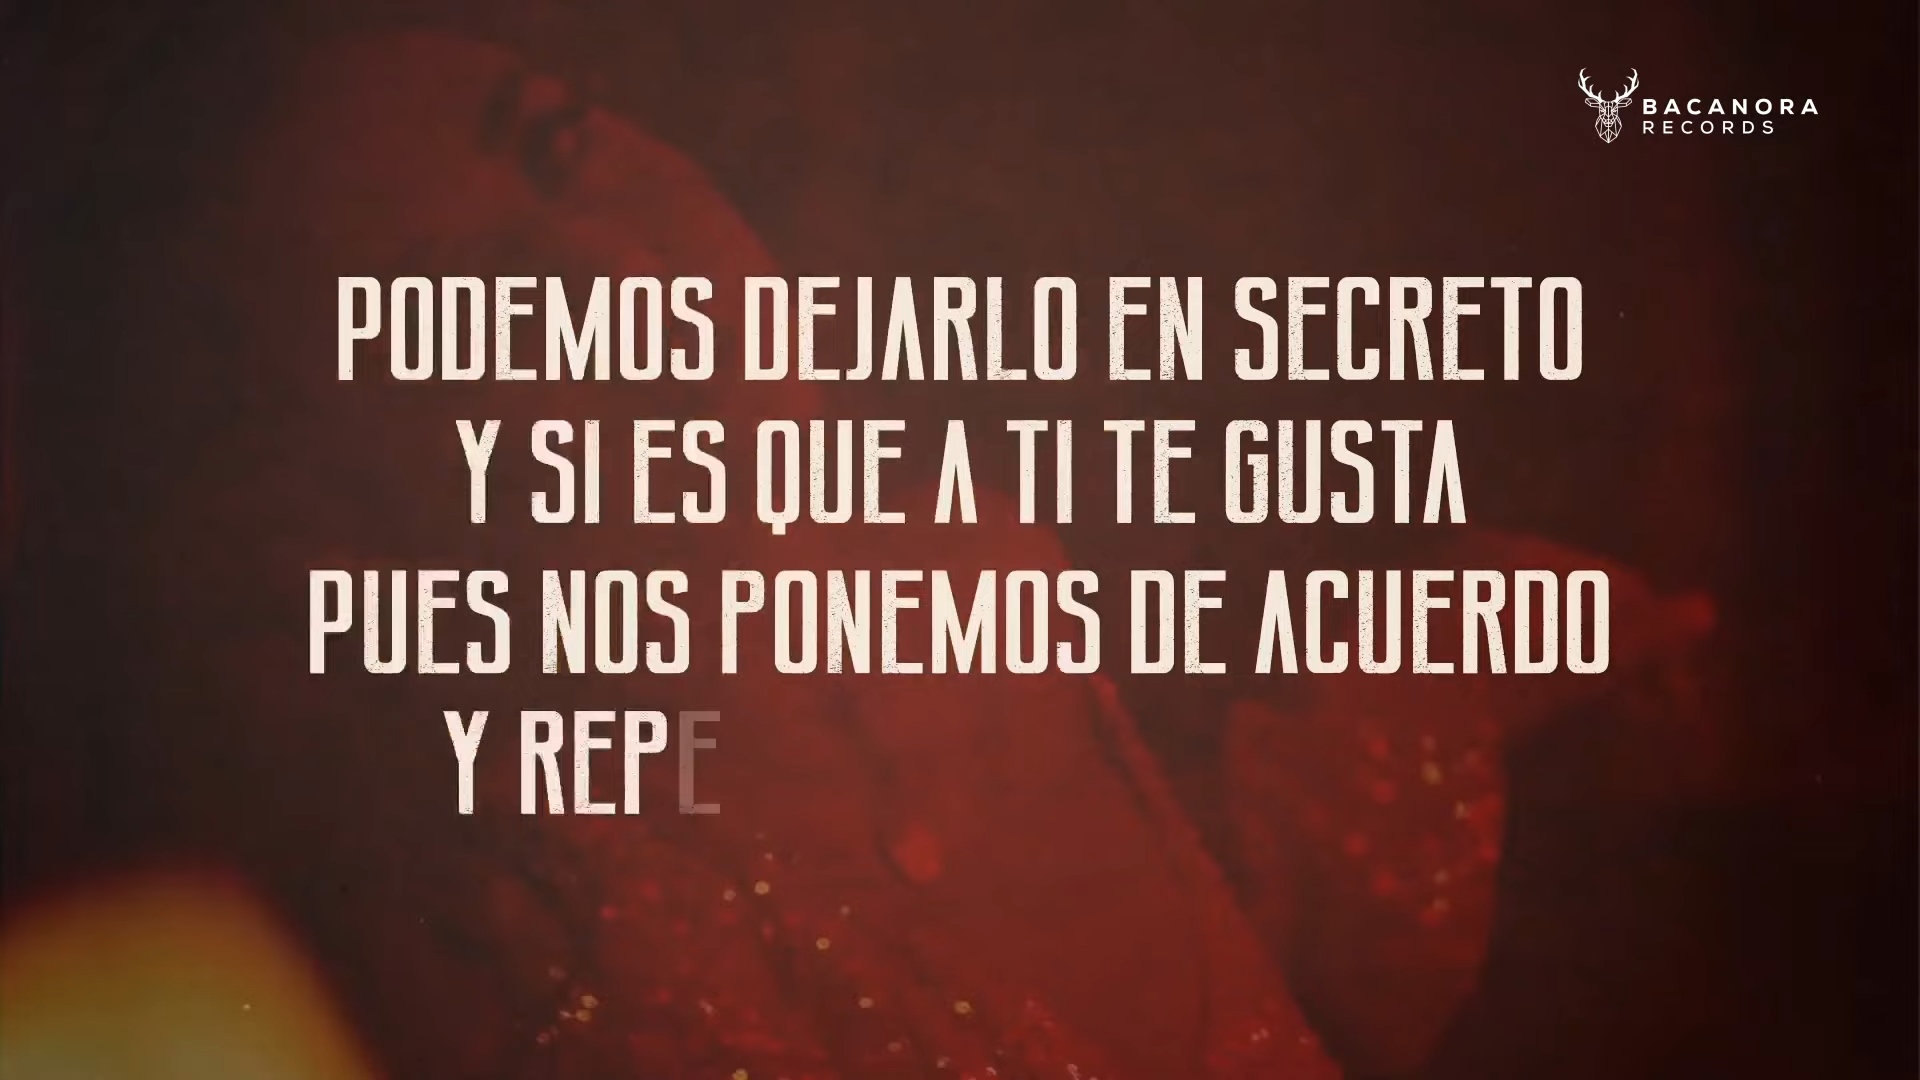 BACANORA
RECORDS
PODEMOS DEJARLO EN SECRETO
Y SI ES QUE A TI TE GUSTA
PUES NOS PONEMOS DE ACUERDO
Y REPE